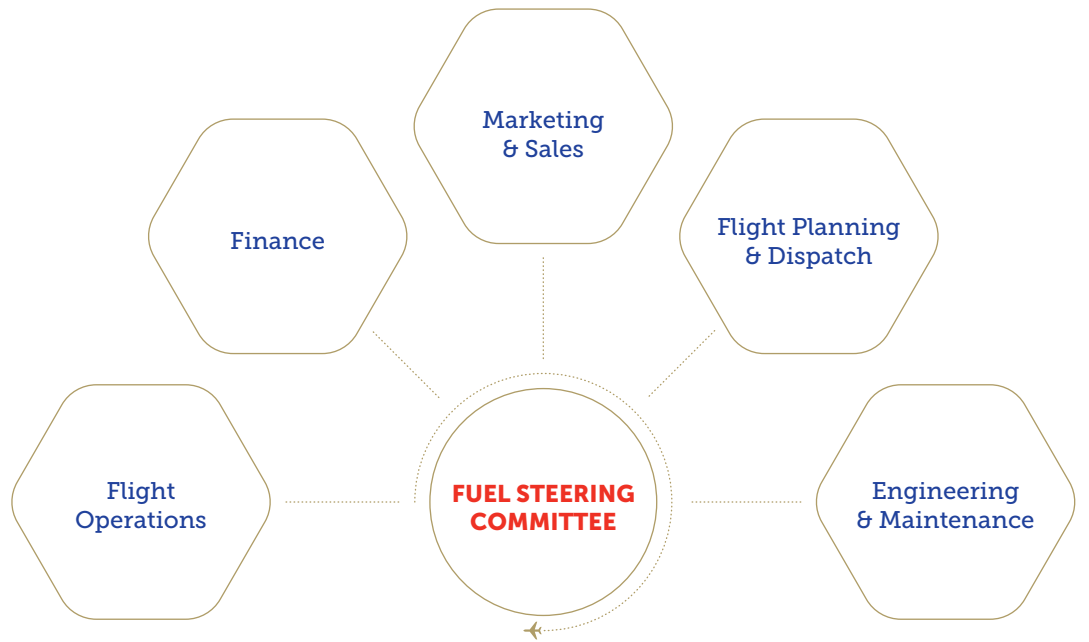 Marketing
& Sales
Finance
Flight Planning
& Dispatch
Flight
Operations
FUEL STEERING
COMMITTEE
Engineering
& Maintenance